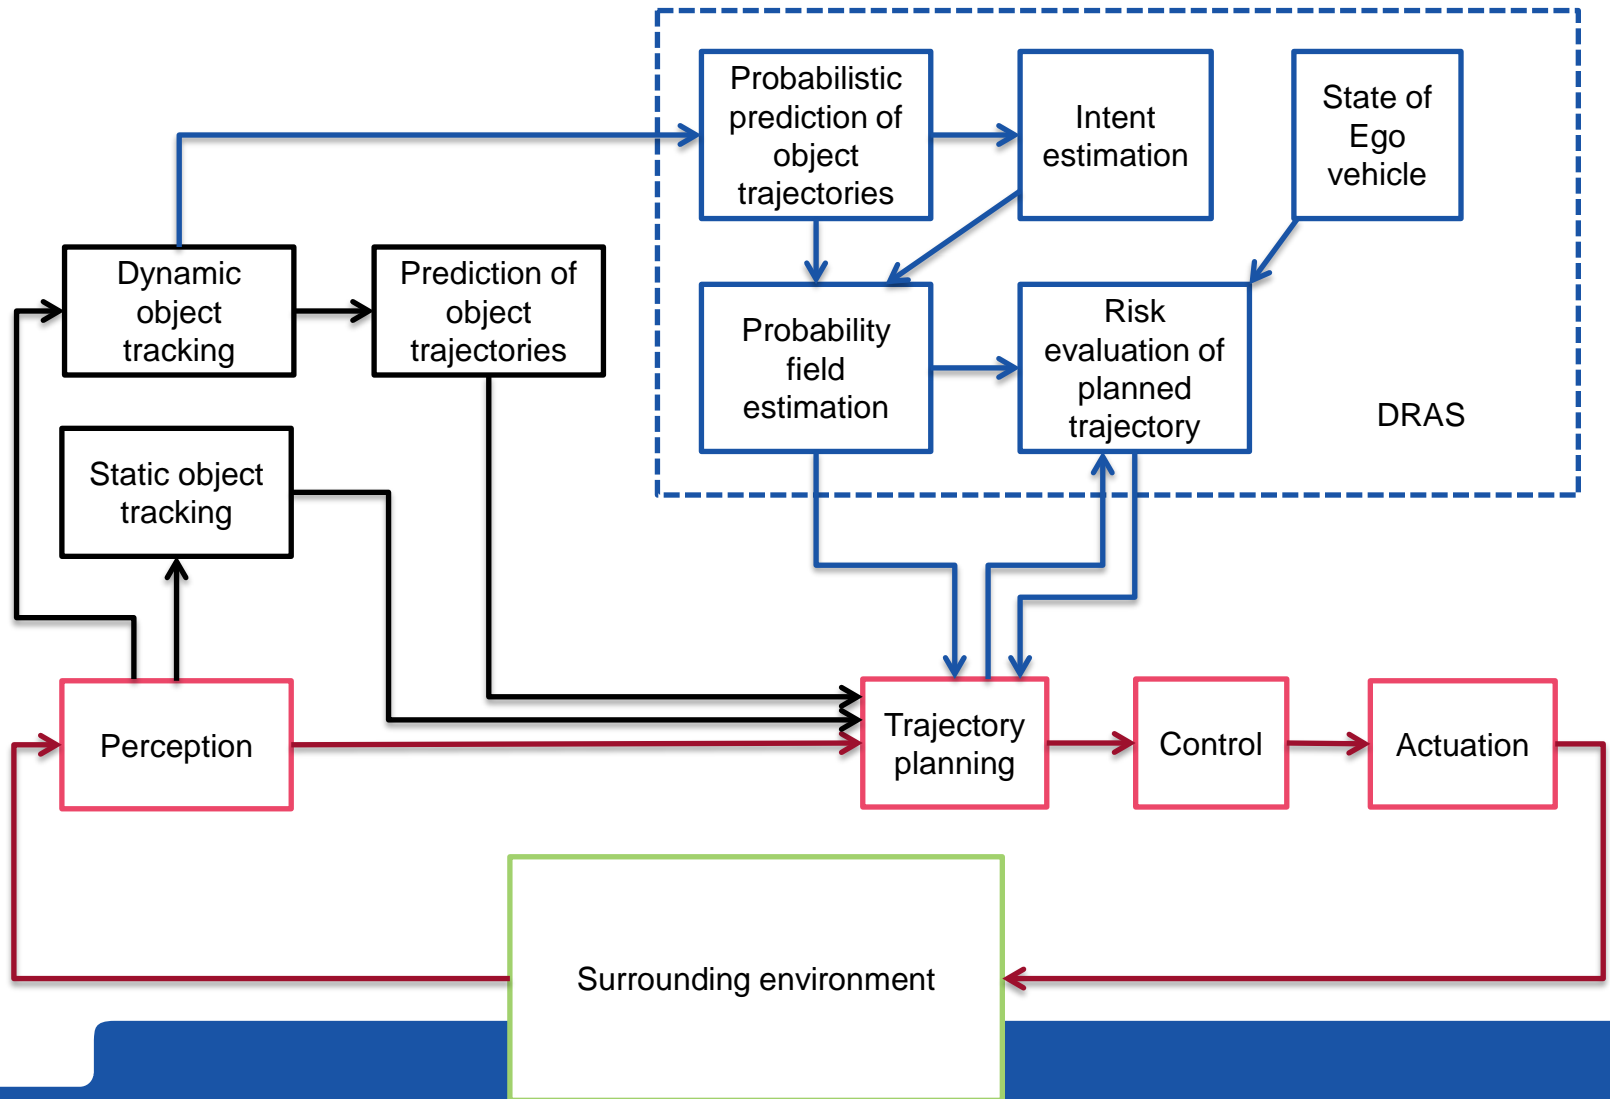 Probabilistic
prediction of
object
trajectories
Intent
estimation
State of
Ego
vehicle
Dynamic
object
tracking
Prediction of
object
trajectories
Probability
field
estimation
Risk
evaluation of
planned
trajectory
DRAS
Static object
tracking
Perception
Trajectory
planning
Control
Actuation
Surrounding environment